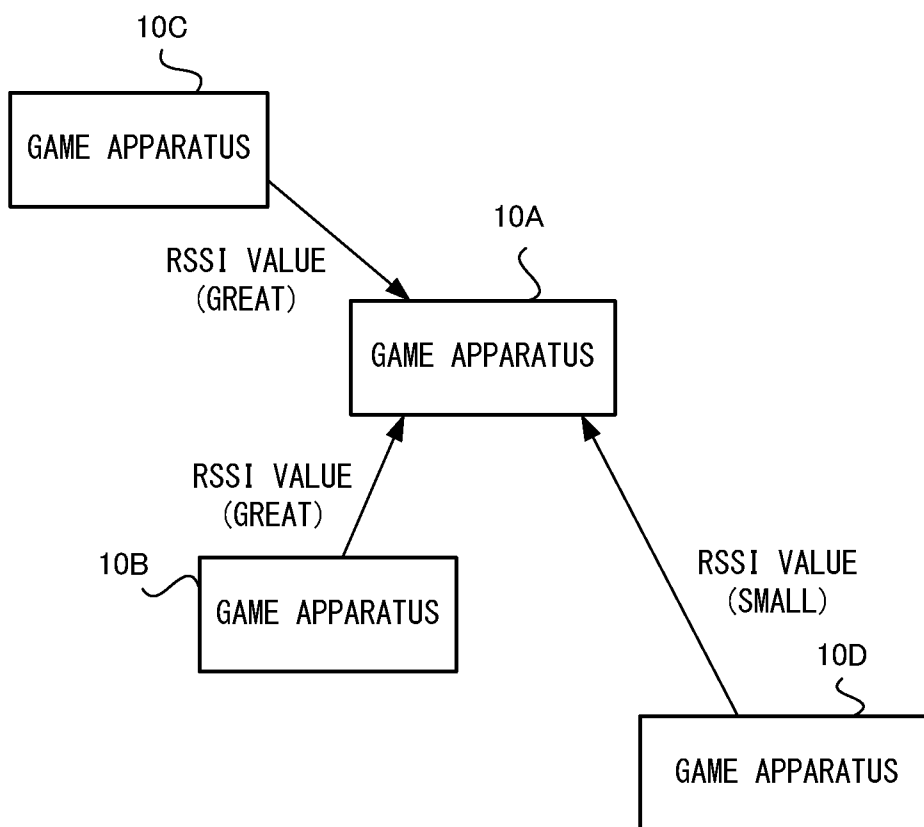 10C
GAME APPARATUS
10A
RSSI VALUE
(GREAT)
GAME APPARATUS
RSSI VALUE
(GREAT)
10B
GAME APPARATUS
RSSI VALUE
(SMALL)
10D
GAME APPARATUS